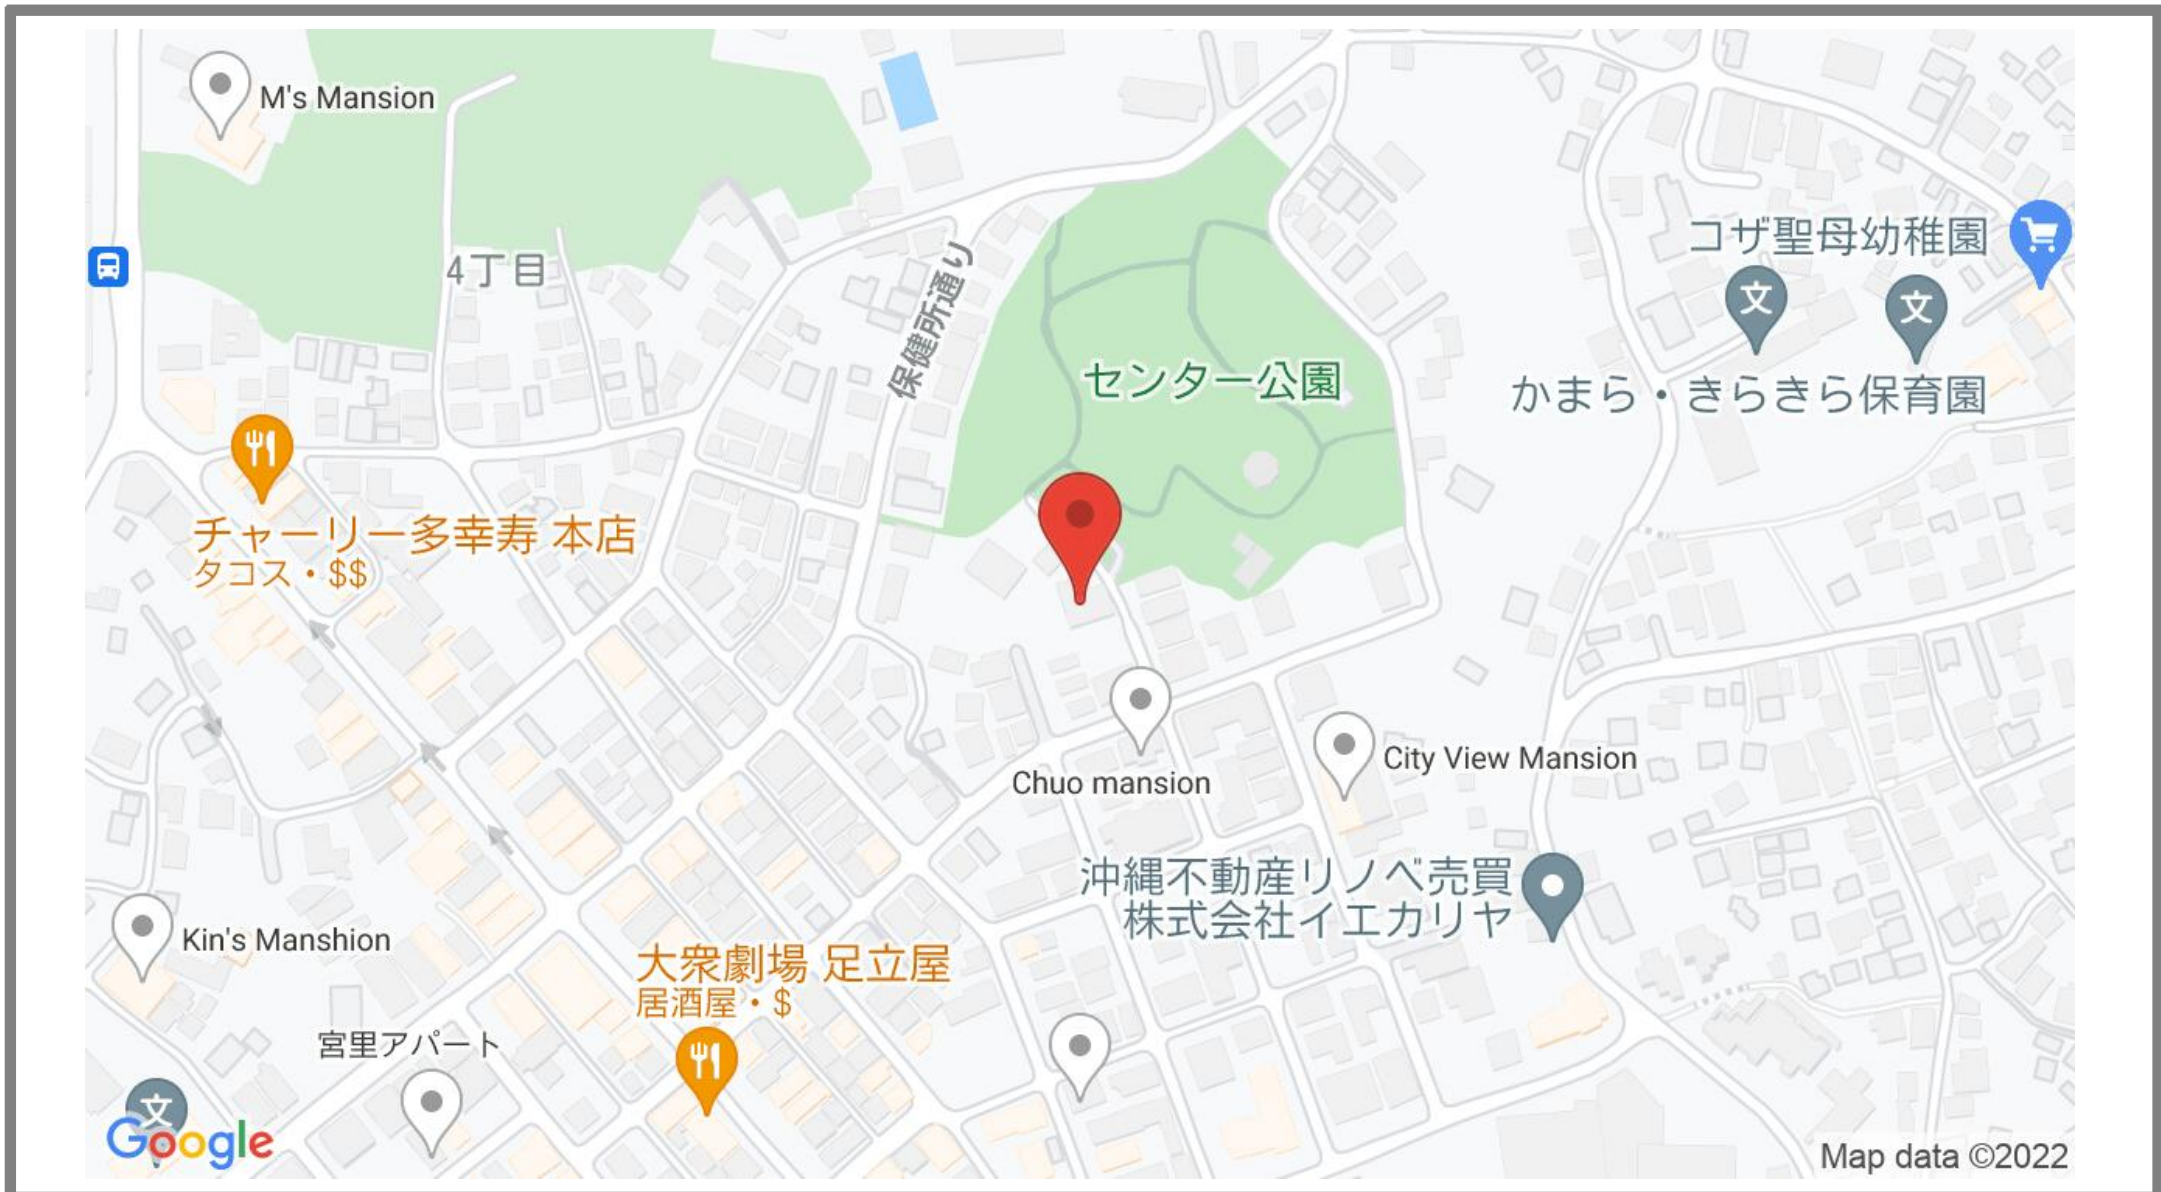 M's Mansion
コザ聖母幼稚園
4丁目
保健所通り
センター公園
かまら・きらきら保育園
チャーリー多幸寿 本店
タコス・$$
City View Mansion
Chuo mansion
沖縄不動産リノベ売買
株式会社イエカリヤ
Kin's Manshion
大衆劇場 足立屋
居酒屋・$
宮里アパート
文
文
文
Google
Map data ©2022